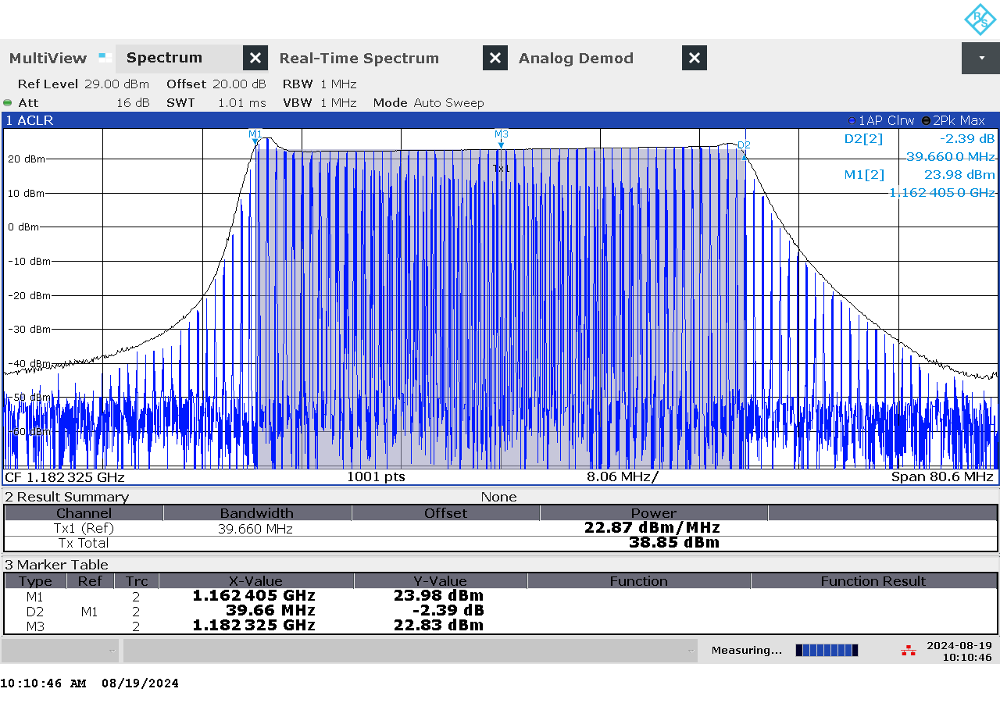 R&S
MultiView Spectrum Real-Time Spectrum Analog Demod
Ref Level 29.00 dBm Offset 20.00 dB RBW 1 MHz
Att 16 dB SWT 1.01 ms VBW 1 MHz Mode Auto Sweep
1 ACLR 1AP Clrw 2Pk Max
M1 M3 D2
D2[2] -2.39 dB
39.660 0 MHz
M1[2] 23.98 dBm
1.162 405 0 GHz
Tx1
20 dBm
10 dBm
0 dBm
-10 dBm
-20 dBm
-30 dBm
-40 dBm
-50 dBm
-60 dBm
CF 1.182 325 GHz 1001 pts 8.06 MHz/ Span 80.6 MHz
2 Result Summary None
Channel Bandwidth Offset Power
Tx1 (Ref) 39.660 MHz 22.87 dBm/MHz
Tx Total 38.85 dBm
3 Marker Table
Type Ref Trc X-Value Y-Value Function Function Result
M1 2 1.162 405 GHz 23.98 dBm
D2 M1 2 39.66 MHz -2.39 dB
M3 2 1.182 325 GHz 22.83 dBm
Measuring... 2024-08-19
10:10:46
10:10:46 AM 08/19/2024